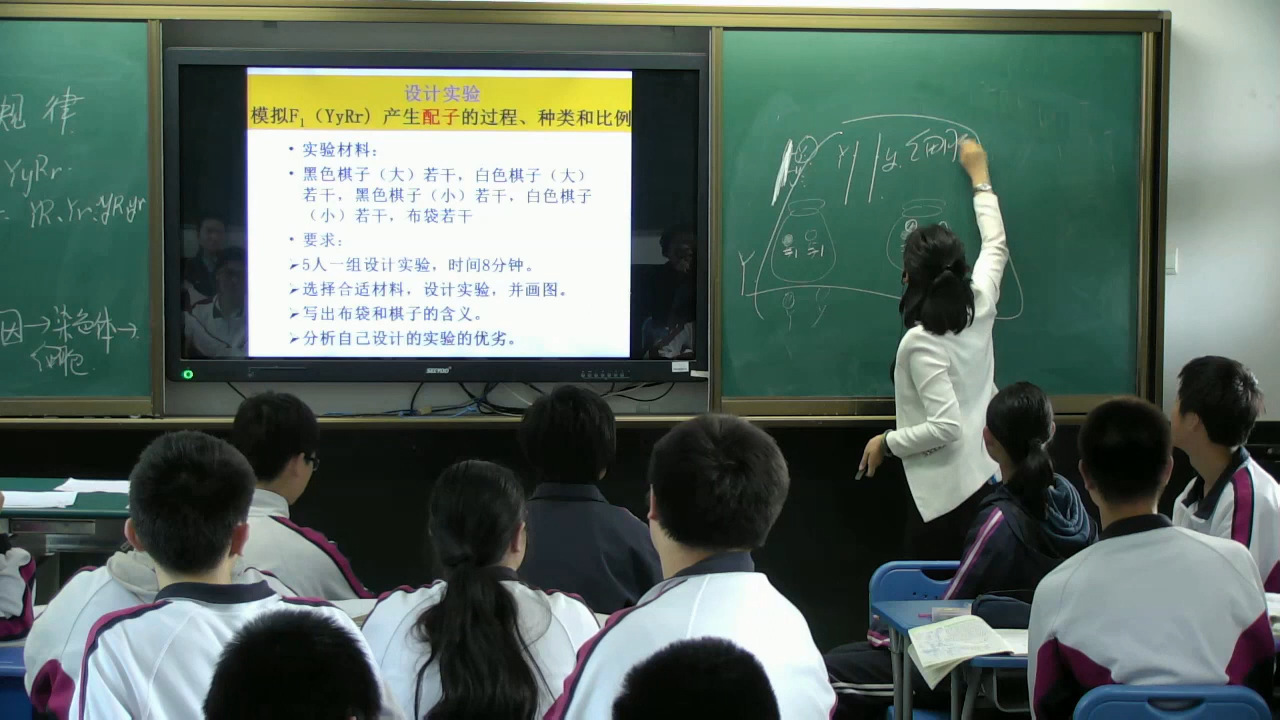 规律
YyRr
YR、Yr、yR、yr
因→染色体→
细胞
设计实验
模拟F₁（YyRr）产生配子的过程、种类和比例
• 实验材料：
• 黑色棋子（大）若干，白色棋子（大）
若干，黑色棋子（小）若干，白色棋子
（小）若干，布袋若干
• 要求：
➢5人一组设计实验，时间8分钟。
➢选择合适材料，设计实验，并画图。
➢写出布袋和棋子的含义。
➢分析自己设计的实验的优劣。
SEEWO
Y
y
Y
Y y